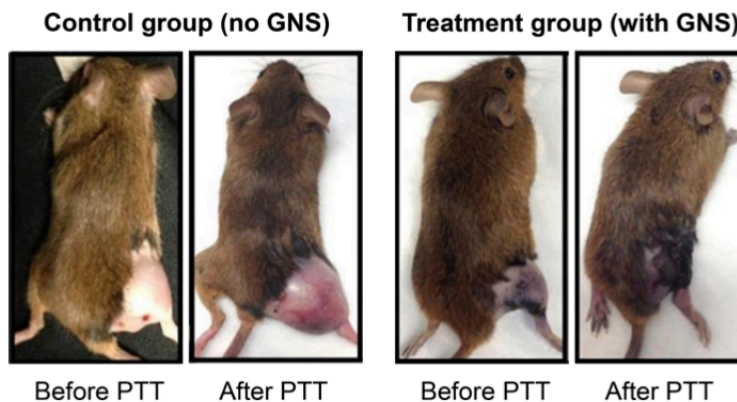 Control group (no GNS)
Treatment group (with GNS)
Before PTT
After PTT
Before PTT
After PTT